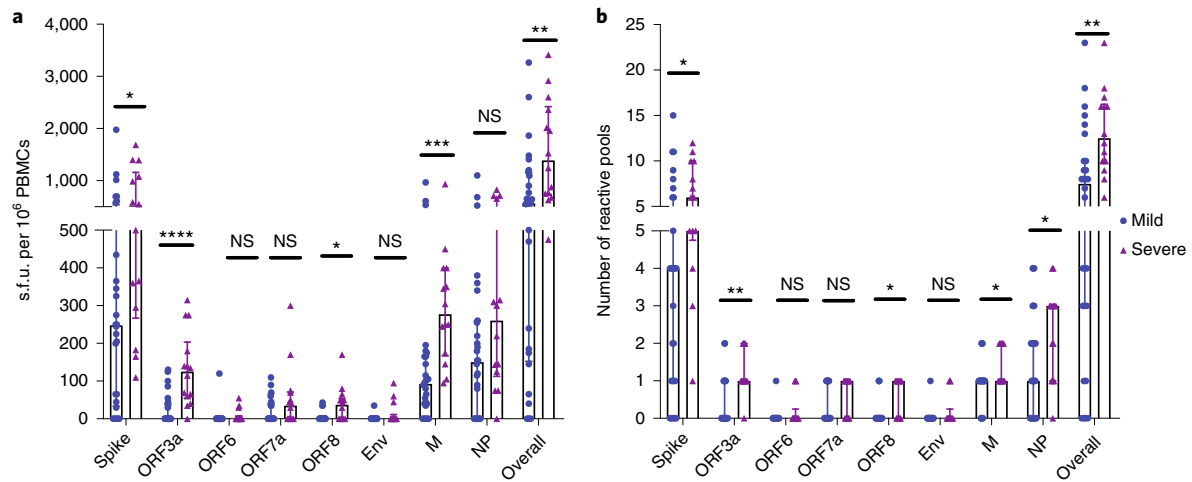 a
s.f.u. per 10⁶ PBMCs
4,000
3,000
2,000
1,000
500
400
300
200
100
0
*
****
NS
NS
*
NS
***
NS
**
Spike
ORF3a
ORF6
ORF7a
ORF8
Env
M
NP
Overall
b
Number of reactive pools
25
20
15
10
5
5
4
3
2
1
0
*
**
NS
NS
*
NS
*
*
**
Spike
ORF3a
ORF6
ORF7a
ORF8
Env
M
NP
Overall
Mild
Severe